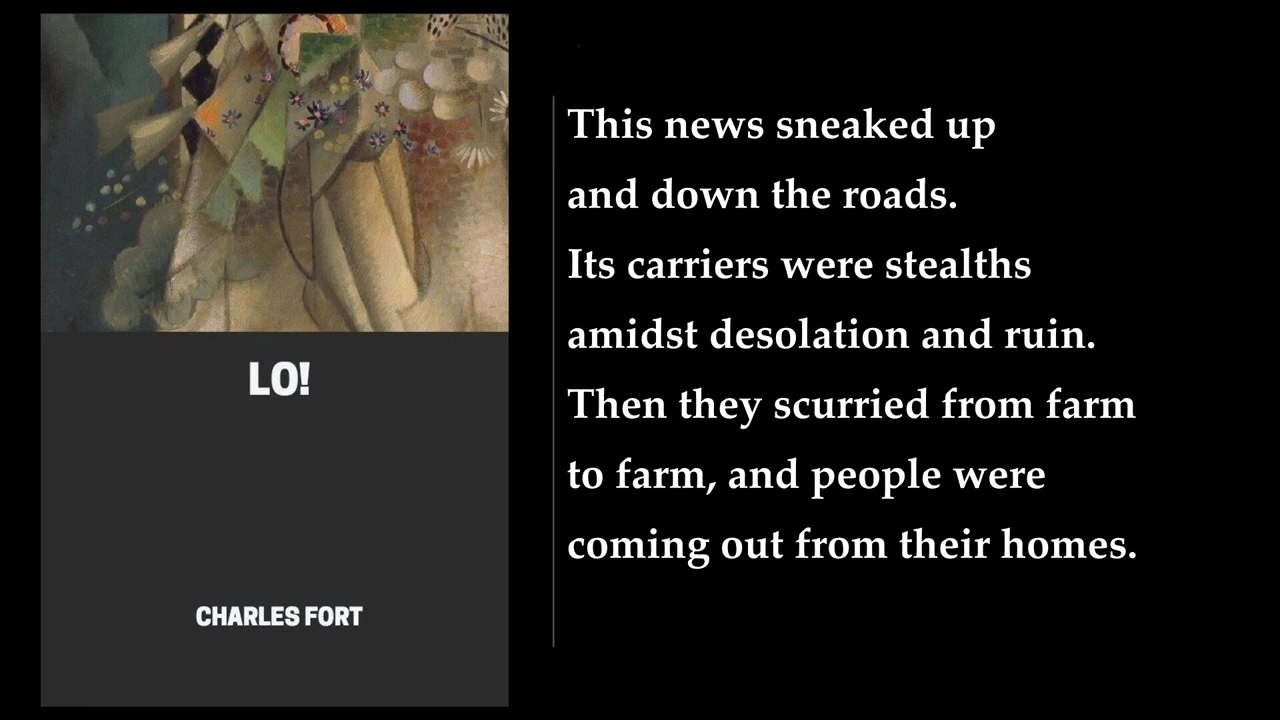 LO!
CHARLES FORT
This news sneaked up
and down the roads.
Its carriers were stealths
amidst desolation and ruin.
Then they scurried from farm
to farm, and people were
coming out from their homes.